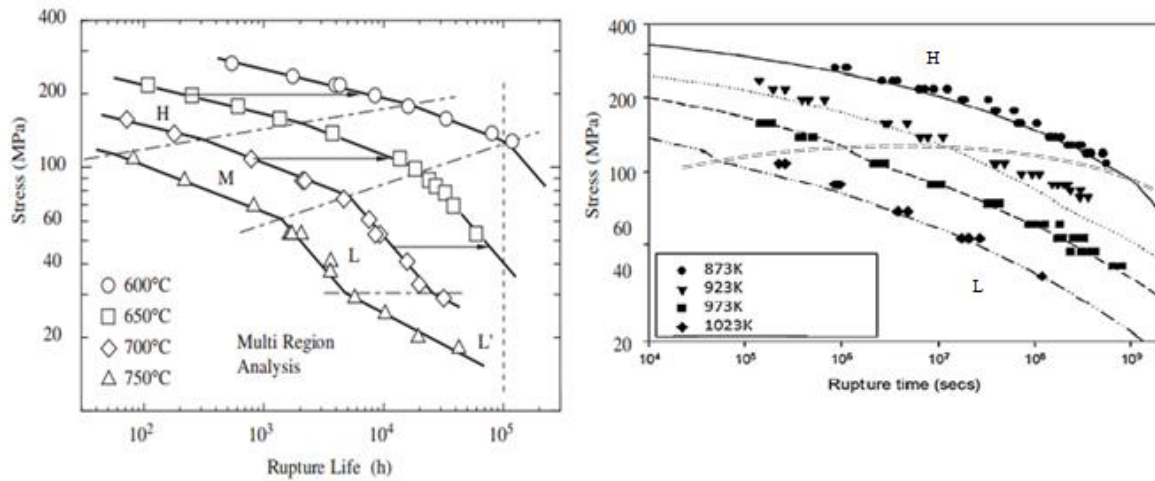 400
200
100
60
40
20
Stress (MPa)
H
M
L
L'
600°C
650°C
700°C
750°C
Multi Region
Analysis
10²
10³
10⁴
10⁵
Rupture Life (h)
400
200
100
60
40
20
Stress (MPa)
H
L
873K
923K
973K
1023K
10⁴
10⁵
10⁶
10⁷
10⁸
10⁹
Rupture time (secs)